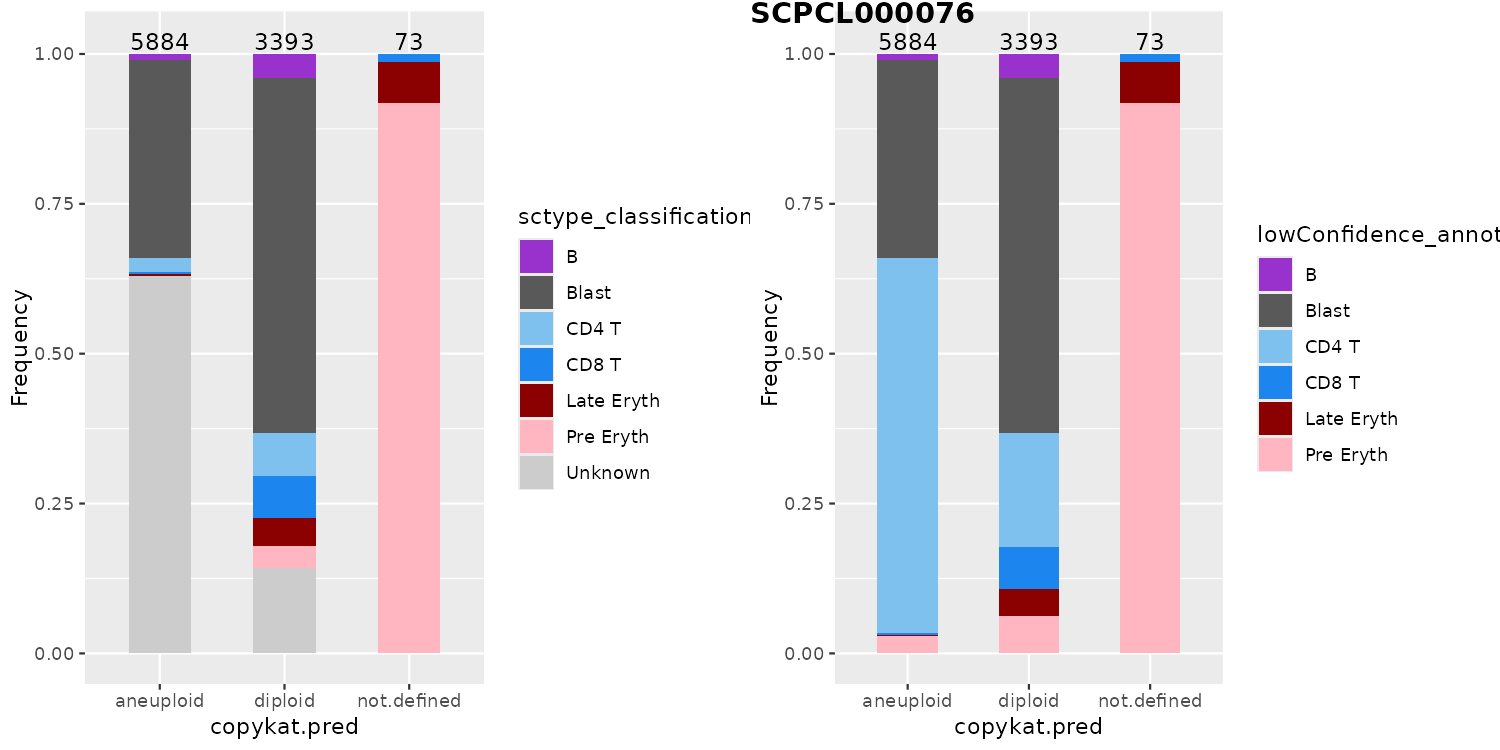 SCPCL000076
5884 3393 73
1.00
0.75
0.50
0.25
0.00
Frequency
aneuploid diploid not.defined
copykat.pred
sctype_classification
B
Blast
CD4 T
CD8 T
Late Eryth
Pre Eryth
Unknown
5884 3393 73
1.00
0.75
0.50
0.25
0.00
Frequency
aneuploid diploid not.defined
copykat.pred
lowConfidence_annot
B
Blast
CD4 T
CD8 T
Late Eryth
Pre Eryth